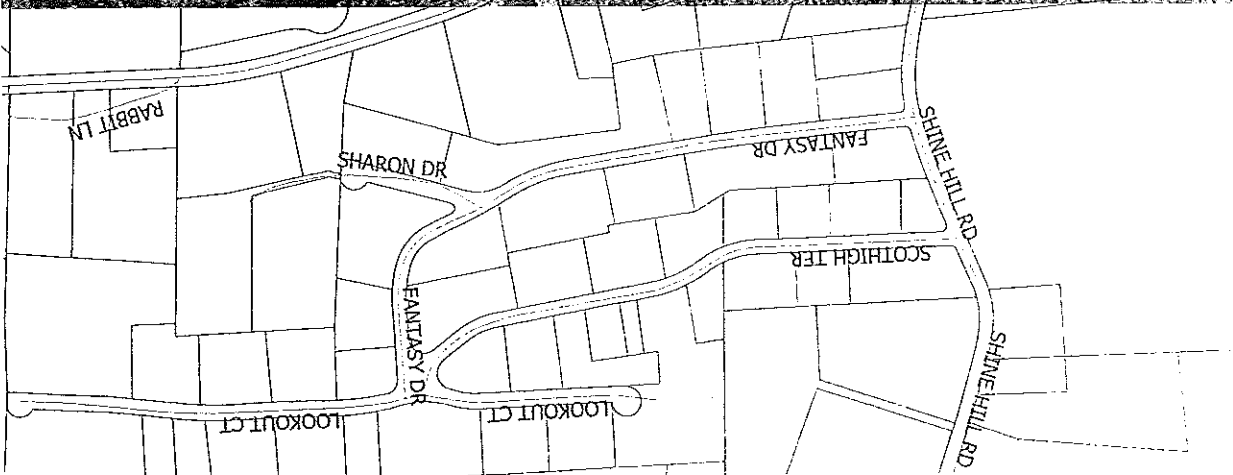 RABBIT LN
SHARON DR
FANTASY DR
SHINE HILL RD
SCOTHIGH TER
FANTASY DR
SHINE HILL RD
LOOKOUT CT
LOOKOUT CT